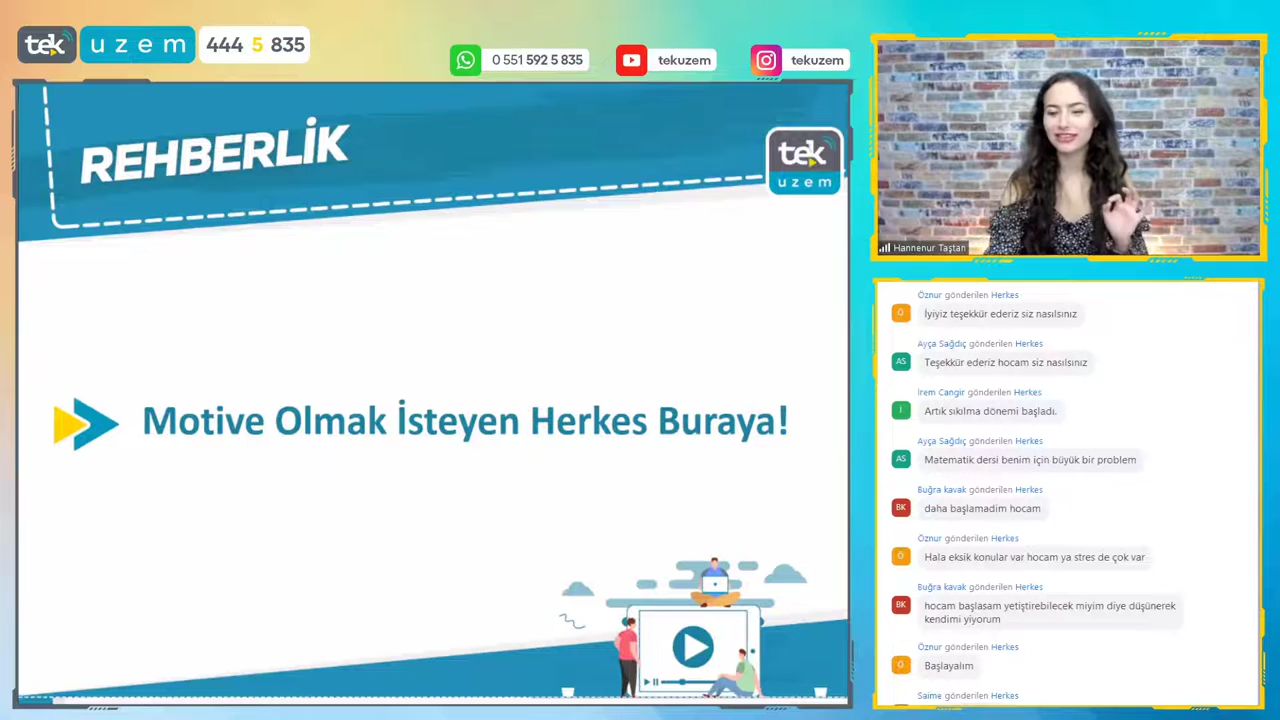 tek uzem 444 5 835
0 551 592 5 835
tekuzem
tekuzem
REHBERLİK
tek
uzem
Motive Olmak İsteyen Herkes Buraya!
Hannenur Taştan
Öznur gönderilen Herkes
Ö
İyiyiz teşekkür ederiz siz nasılsınız
Ayça Sağdıç gönderilen Herkes
AS
Teşekkür ederiz hocam siz nasılsınız
İrem Cangir gönderilen Herkes
İ
Artık sıkılma dönemi başladı.
Ayça Sağdıç gönderilen Herkes
AS
Matematik dersi benim için büyük bir problem
Buğra kavak gönderilen Herkes
BK
daha başlamadim hocam
Öznur gönderilen Herkes
Ö
Hala eksik konular var hocam ya stres de çok var
Buğra kavak gönderilen Herkes
BK
hocam başlasam yetiştirebilecek miyim diye düşünerek
kendimi yiyorum
Öznur gönderilen Herkes
Ö
Başlayalım
Saime gönderilen Herkes